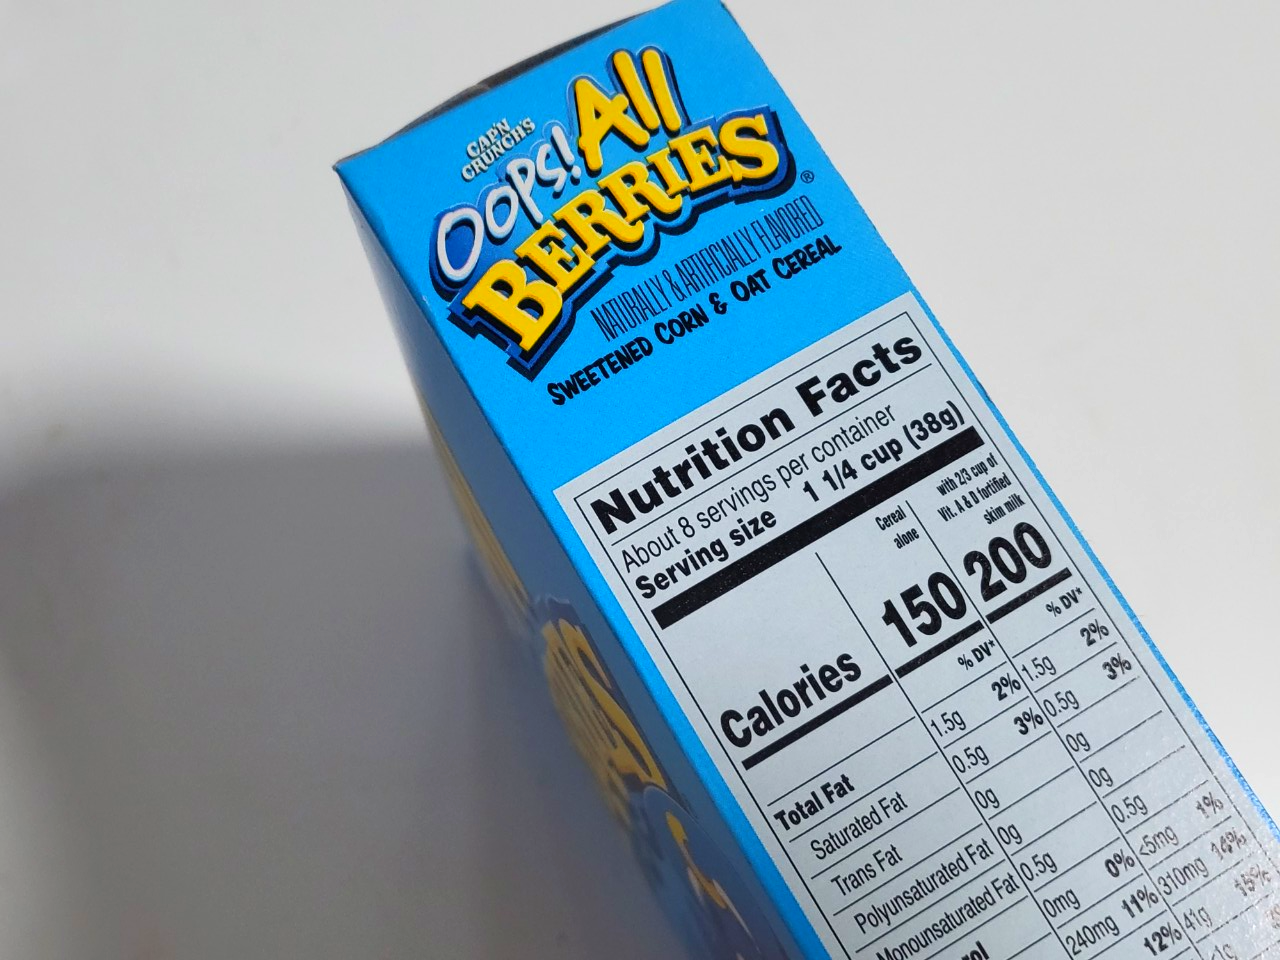 CAP'N
CRUNCH'S
OOPS! All
BERRIES®
NATURALLY & ARTIFICIALLY FLAVORED
SWEETENED CORN & OAT CEREAL
Nutrition Facts
About 8 servings per container
Serving size 1 1/4 cup (38g)
Cereal alone with 2/3 cup of Vit. A & D fortified skim milk
Calories 150 200
% DV* % DV*
Total Fat 1.5g 2% 1.5g 2%
Saturated Fat 0.5g 3% 0.5g 3%
Trans Fat 0g 0g
Polyunsaturated Fat 0g 0g
Monounsaturated Fat 0.5g 0.5g
0mg 0% <5mg 1%
240mg 11% 310mg 14%
12% 41g 15%